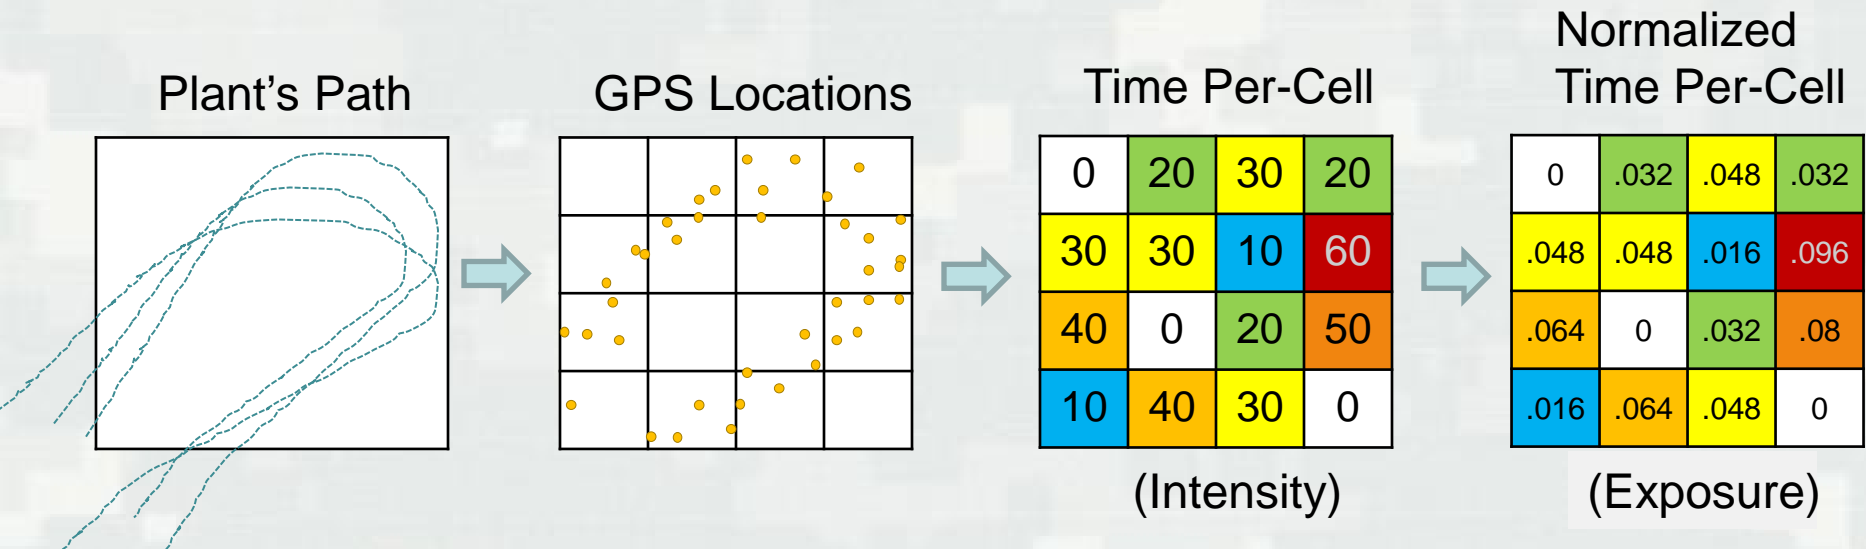 Plant's Path
GPS Locations
Time Per-Cell
Normalized
Time Per-Cell
0 20 30 20
30 30 10 60
40 0 20 50
10 40 30 0
(Intensity)
0 .032 .048 .032
.048 .048 .016 .096
.064 0 .032 .08
.016 .064 .048 0
(Exposure)